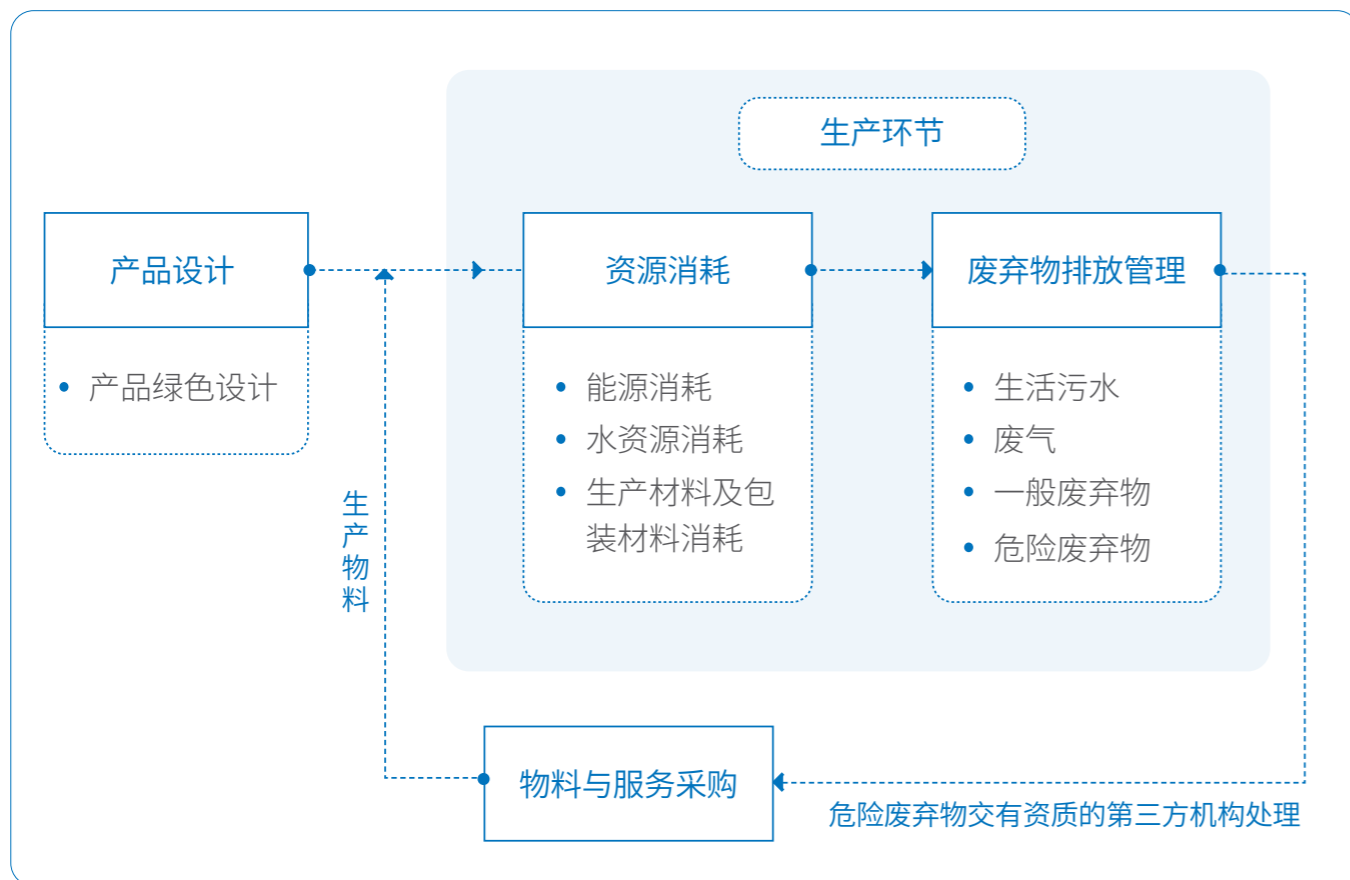 生产环节
产品设计
产品绿色设计
资源消耗
能源消耗
水资源消耗
生产材料及包
装材料消耗
废弃物排放管理
生活污水
废气
一般废弃物
危险废弃物
生产物料
物料与服务采购
危险废弃物交有资质的第三方机构处理